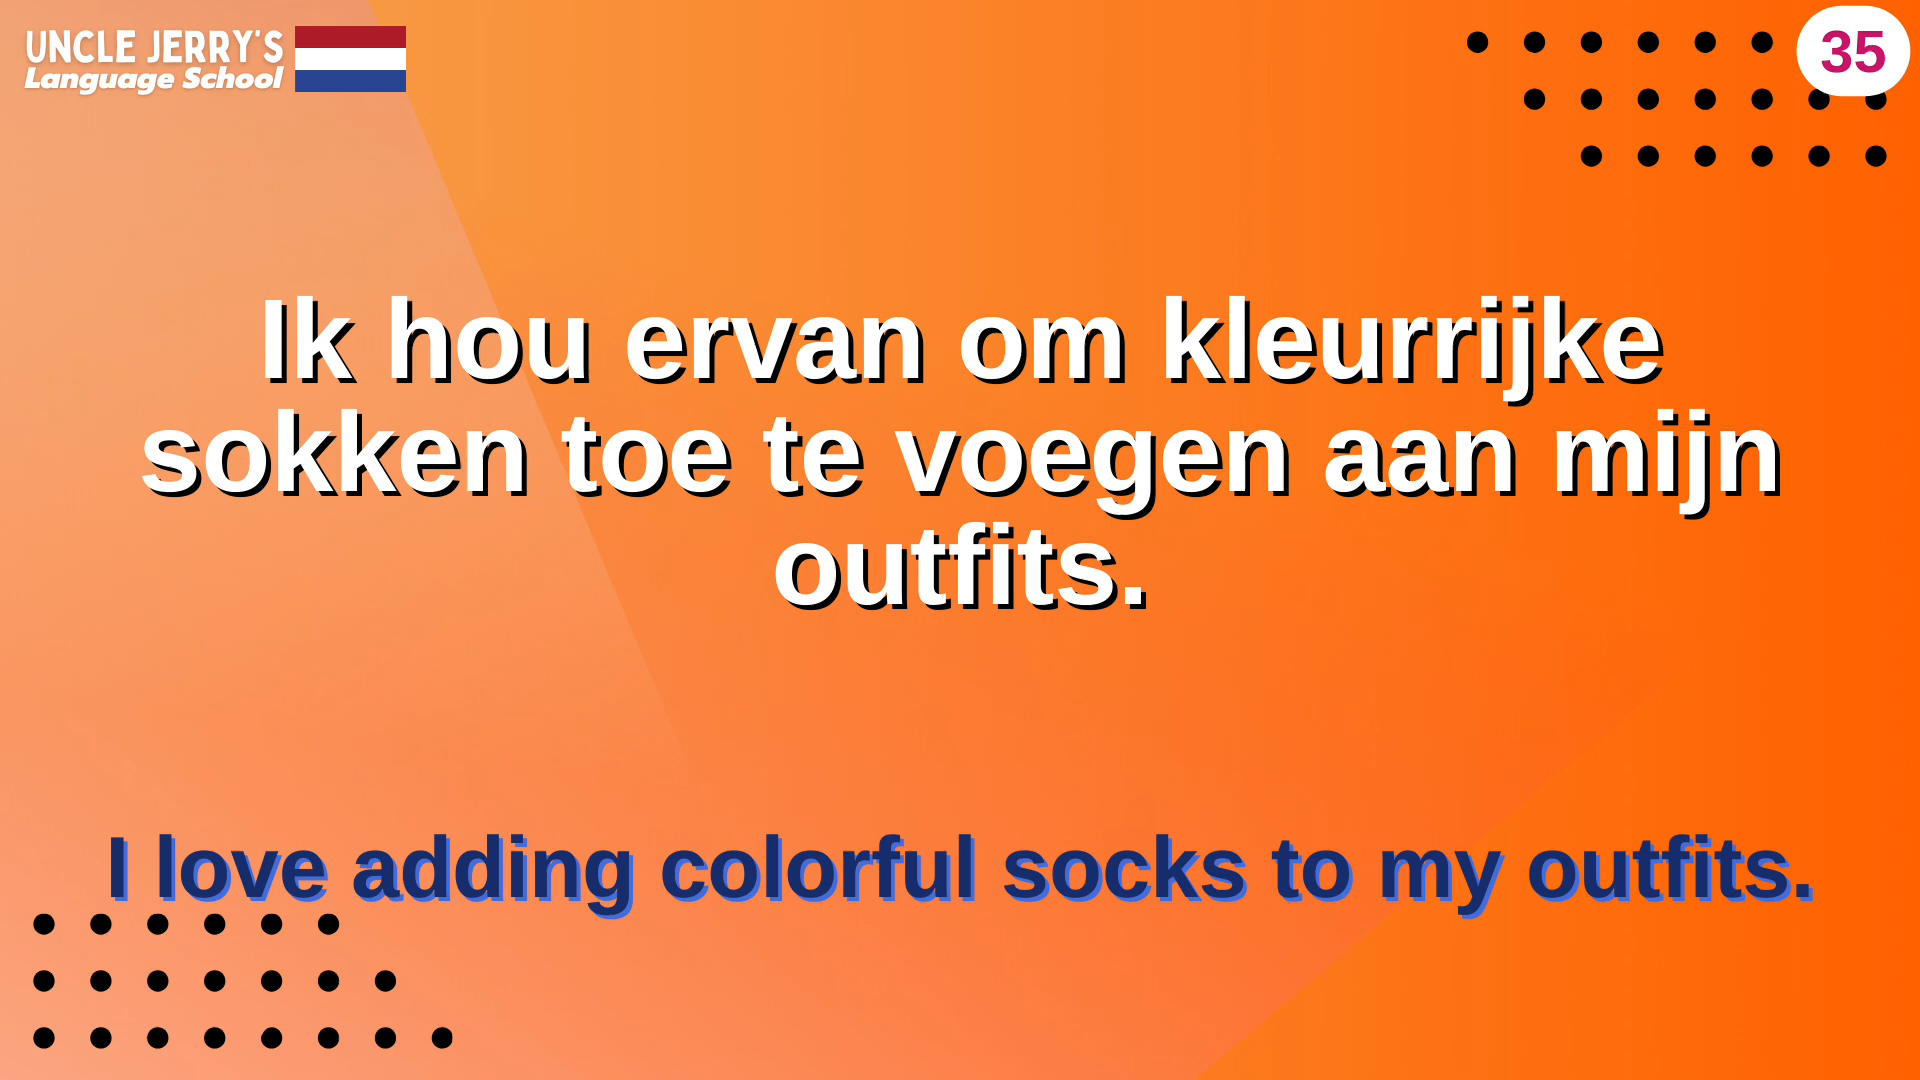 UNCLE JERRY'S
Language School
35
Ik hou ervan om kleurrijke
sokken toe te voegen aan mijn
outfits.
I love adding colorful socks to my outfits.